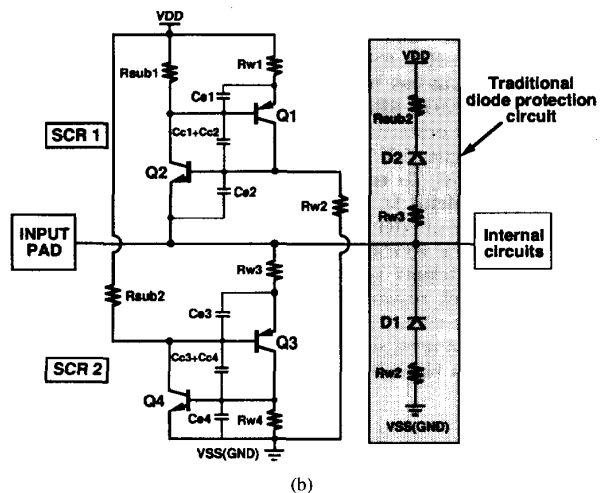 VDD
Rsub1
Rw1
Ce1
Q1
SCR 1
Cc1+Cc2
Q2
Ce2
Rw2
INPUT
PAD
Rw3
Rsub2
Ce3
Q3
Cc3+Cc4
SCR 2
Q4
Ce4
Rw4
VSS(GND)
VDD
Rsub2
D2
Rw3
D1
Rw2
VSS(GND)
Traditional
diode protection
circuit
Internal
circuits
(b)